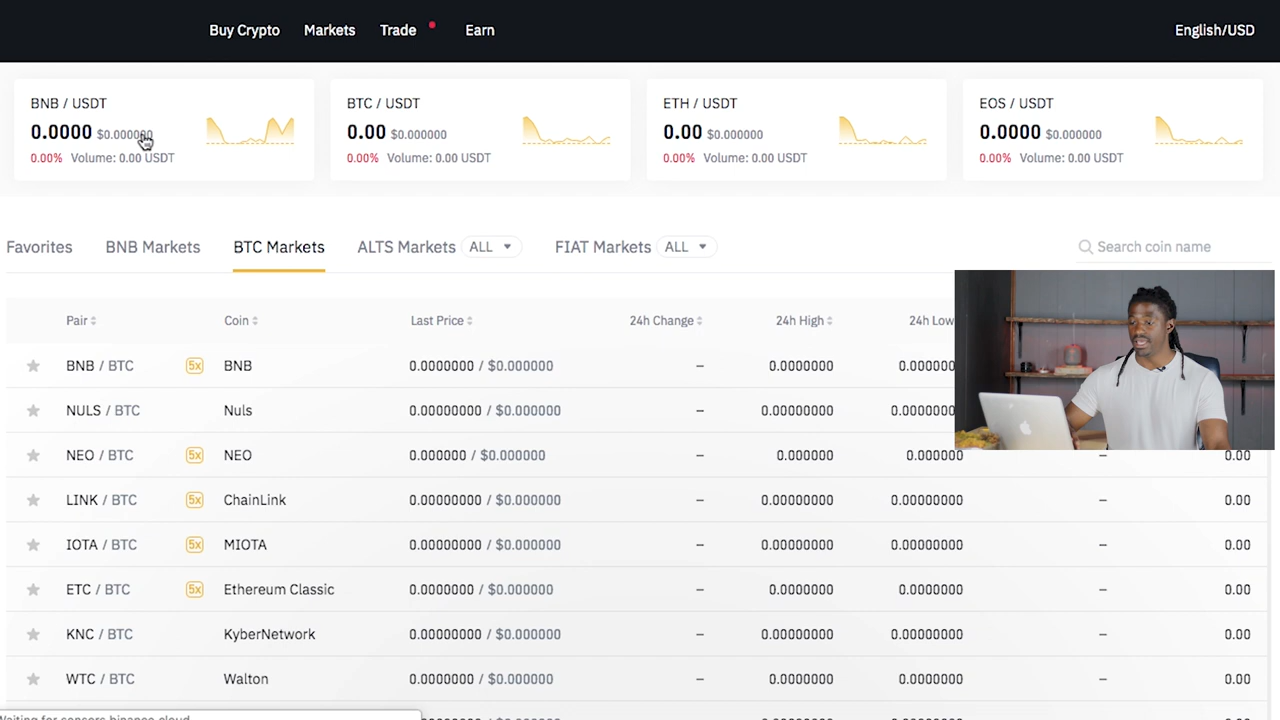 Buy Crypto Markets Trade Earn English/USD
BNB / USDT
0.0000 $0.000000
0.00% Volume: 0.00 USDT
BTC / USDT
0.00 $0.000000
0.00% Volume: 0.00 USDT
ETH / USDT
0.00 $0.000000
0.00% Volume: 0.00 USDT
EOS / USDT
0.0000 $0.000000
0.00% Volume: 0.00 USDT
Favorites BNB Markets BTC Markets ALTS Markets ALL FIAT Markets ALL Search coin name
Pair Coin Last Price 24h Change 24h High 24h Low
BNB / BTC 5x BNB 0.0000000 / $0.000000 – 0.0000000 0.000000
NULS / BTC Nuls 0.00000000 / $0.000000 – 0.00000000 0.0000000
NEO / BTC 5x NEO 0.000000 / $0.000000 – 0.000000 0.000000 – 0.00
LINK / BTC 5x ChainLink 0.00000000 / $0.000000 – 0.00000000 0.00000000 – 0.00
IOTA / BTC 5x MIOTA 0.00000000 / $0.000000 – 0.00000000 0.00000000 – 0.00
ETC / BTC 5x Ethereum Classic 0.0000000 / $0.000000 – 0.0000000 0.0000000 – 0.00
KNC / BTC KyberNetwork 0.00000000 / $0.000000 – 0.00000000 0.00000000 – 0.00
WTC / BTC Walton 0.0000000 / $0.000000 – 0.0000000 0.0000000 – 0.00